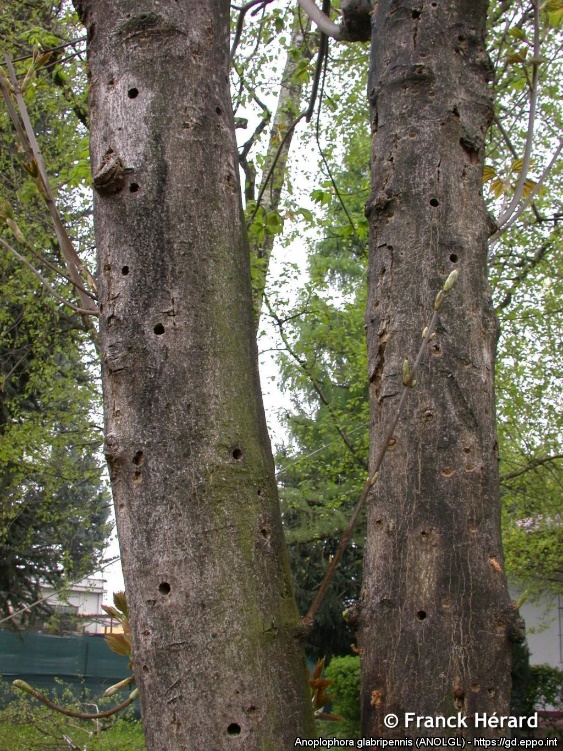 © Franck Hérard
Anoplophora glabripennis (ANOLGL) - https://gd.eppo.int